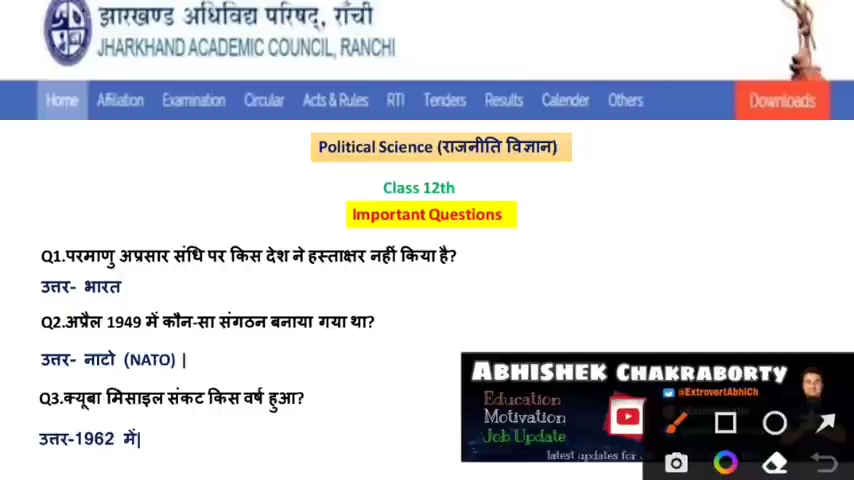 झारखण्ड अधिविद्य परिषद्, राँची
JHARKHAND ACADEMIC COUNCIL, RANCHI
Home Affiliation Examination Circular Acts & Rules RTI Tenders Results Calender Others Downloads
Political Science (राजनीति विज्ञान)
Class 12th
Important Questions
Q1.परमाणु अप्रसार संधि पर किस देश ने हस्ताक्षर नहीं किया है?
उत्तर- भारत
Q2.अप्रैल 1949 में कौन-सा संगठन बनाया गया था?
उत्तर- नाटो (NATO) |
Q3.क्यूबा मिसाइल संकट किस वर्ष हुआ?
उत्तर-1962 में|
ABHISHEK CHAKRABORTY
@ExtrovertAbhiCh
Education
Motivation
Job Update
latest updates for